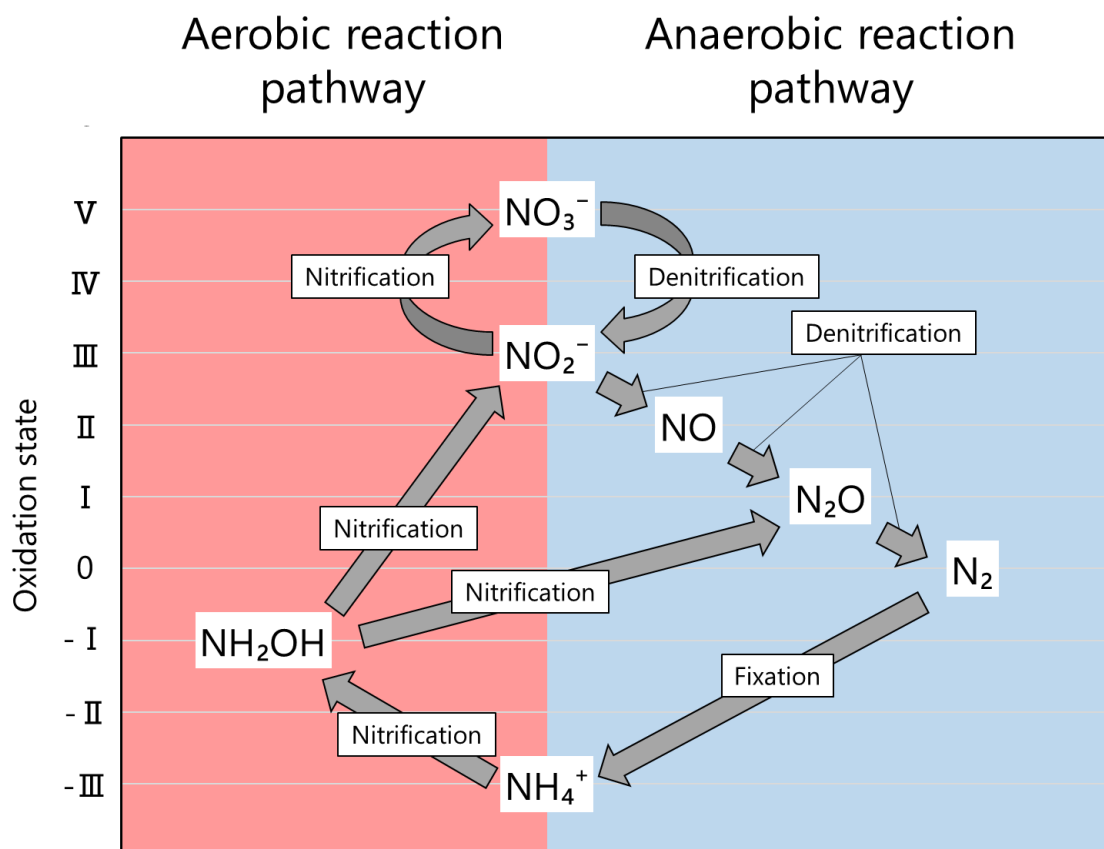 Aerobic reaction
pathway
Anaerobic reaction
pathway
Oxidation state
Ⅴ
Ⅳ
Ⅲ
Ⅱ
Ⅰ
0
-Ⅰ
-Ⅱ
-Ⅲ
NO₃⁻
Nitrification
Denitrification
Denitrification
NO₂⁻
NO
N₂O
Nitrification
N₂
Nitrification
NH₂OH
Fixation
Nitrification
NH₄⁺